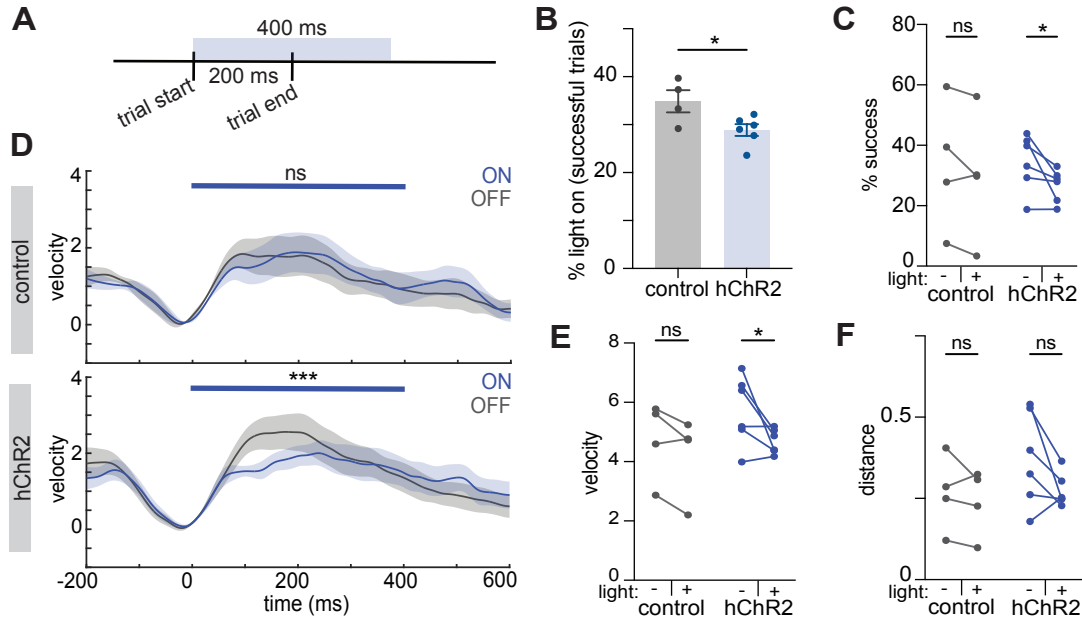 A
400 ms
200 ms
trial start
trial end
B
% light on (successful trials)
40
20
0
*
control
hChR2
C
% success
80
60
40
20
0
ns
*
light: - + - +
control
hChR2
D
control
velocity
4
2
0
ns
ON
OFF
hChR2
velocity
4
2
0
***
ON
OFF
-200
0
200
400
600
time (ms)
E
velocity
8
6
4
2
0
ns
*
light: - + - +
control
hChR2
F
distance
0.5
0
ns
ns
light: - + - +
control
hChR2